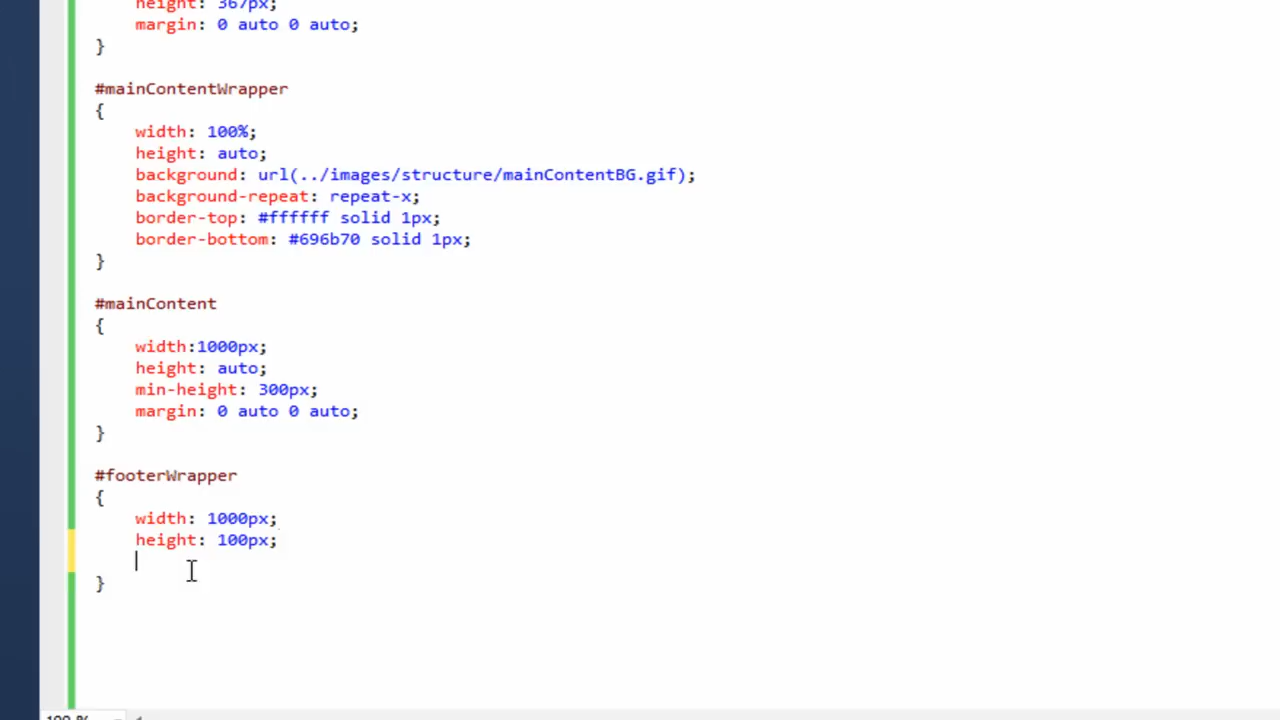 height: 367px;
margin: 0 auto 0 auto;
}
#mainContentWrapper
{
width: 100%;
height: auto;
background: url(../images/structure/mainContentBG.gif);
background-repeat: repeat-x;
border-top: #ffffff solid 1px;
border-bottom: #696b70 solid 1px;
}
#mainContent
{
width:1000px;
height: auto;
min-height: 300px;
margin: 0 auto 0 auto;
}
#footerWrapper
{
width: 1000px;
height: 100px;
}
100 %